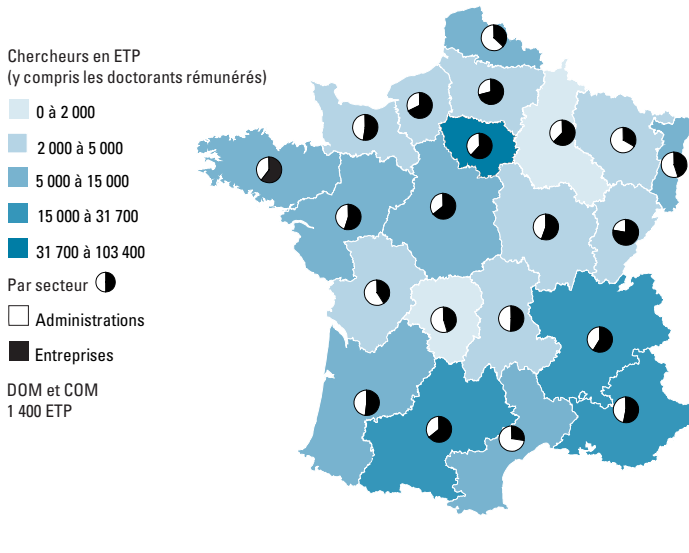 Chercheurs en ETP
(y compris les doctorants rémunérés)
0 à 2 000
2 000 à 5 000
5 000 à 15 000
15 000 à 31 700
31 700 à 103 400
Par secteur
Administrations
Entreprises
DOM et COM
1 400 ETP